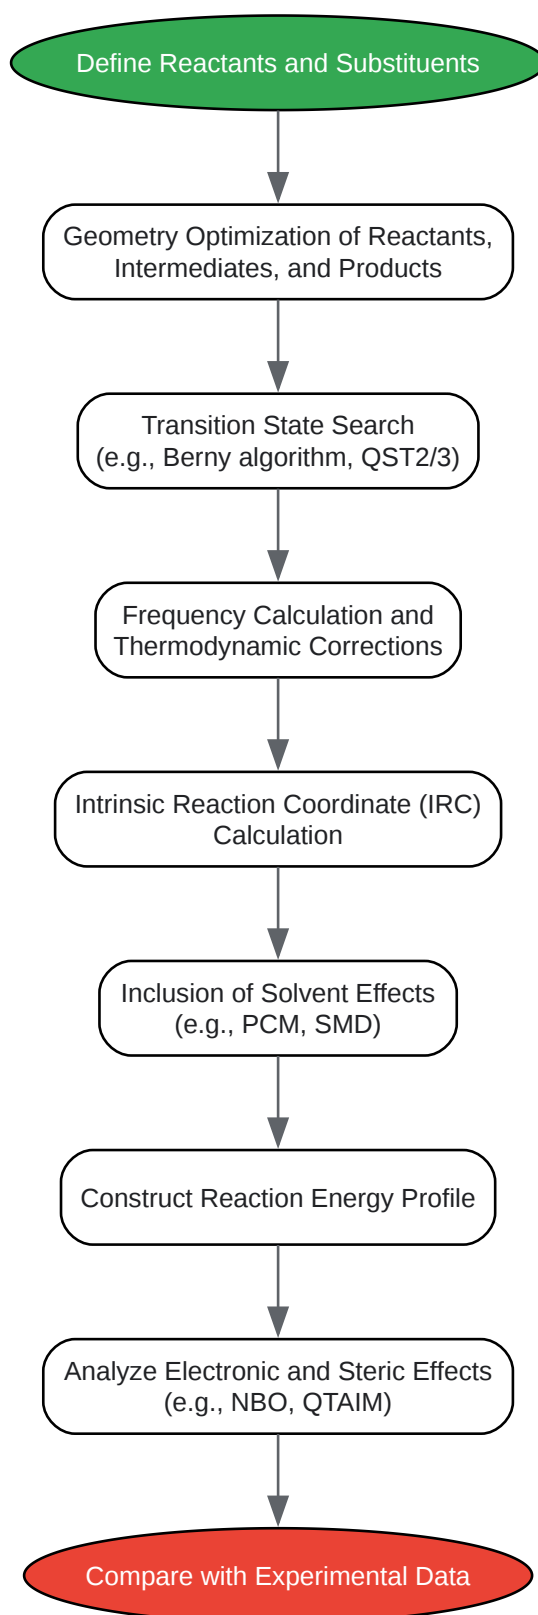 Define Reactants and Substituents
Geometry Optimization of Reactants,
Intermediates, and Products
Transition State Search
(e.g., Berny algorithm, QST2/3)
Frequency Calculation and
Thermodynamic Corrections
Intrinsic Reaction Coordinate (IRC)
Calculation
Inclusion of Solvent Effects
(e.g., PCM, SMD)
Construct Reaction Energy Profile
Analyze Electronic and Steric Effects
(e.g., NBO, QTAIM)
Compare with Experimental Data